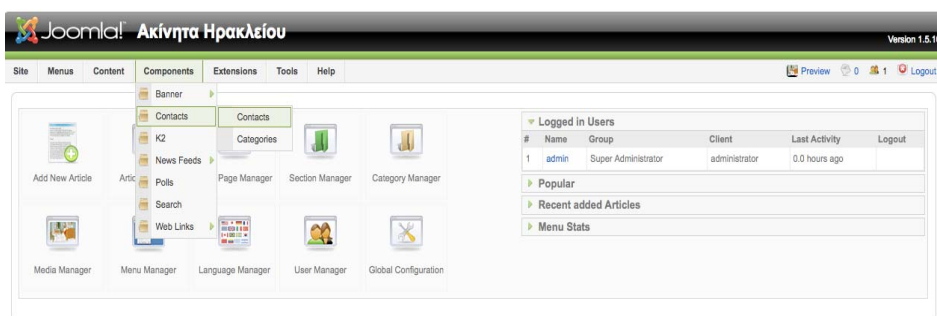 Joomla! Ακίνητα Ηρακλείου
Version 1.5.1
Site Menus Content Components Extensions Tools Help Preview 0 1 Logout
Banner
Contacts Contacts
K2 Categories
News Feeds
Polls
Search
Web Links
Add New Article Page Manager Section Manager Category Manager
Media Manager Menu Manager Language Manager User Manager Global Configuration
Logged in Users
# Name Group Client Last Activity Logout
1 admin Super Administrator administrator 0.0 hours ago
Popular
Recent added Articles
Menu Stats